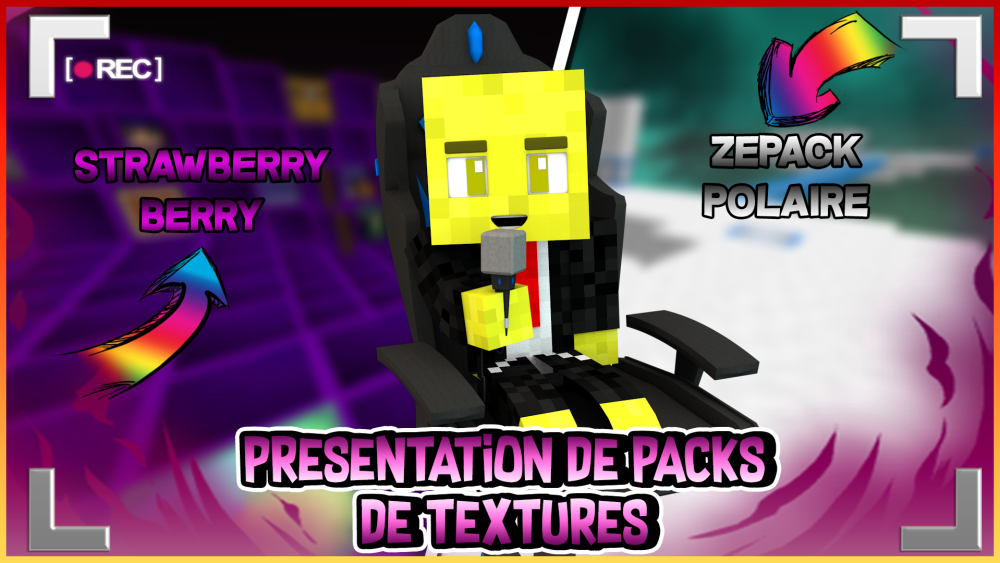 [●REC]
STRAWBERRY
BERRY
ZEPACK
POLAIRE
PRESENTATION DE PACKS
DE TEXTURES